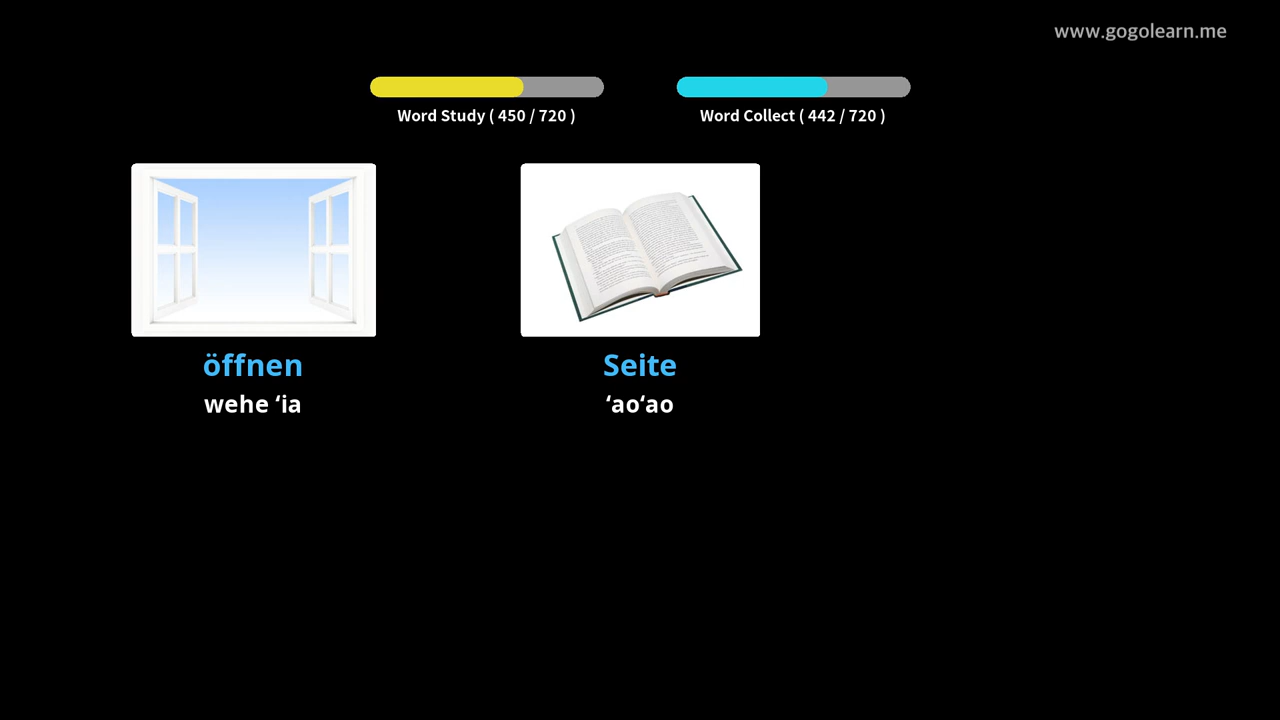 www.gogolearn.me
Word Study ( 450 / 720 )
Word Collect ( 442 / 720 )
öffnen
wehe ʻia
Seite
ʻaoʻao